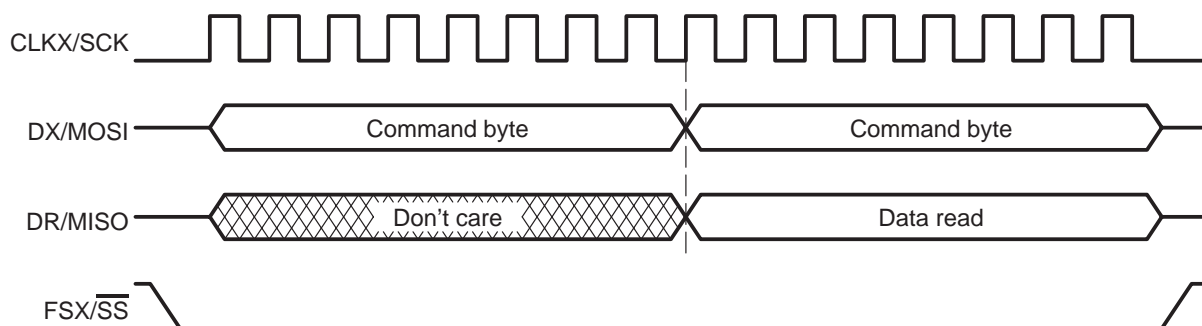 CLKX/SCK
DX/MOSI Command byte Command byte
DR/MISO Don't care Data read
FSX/SS